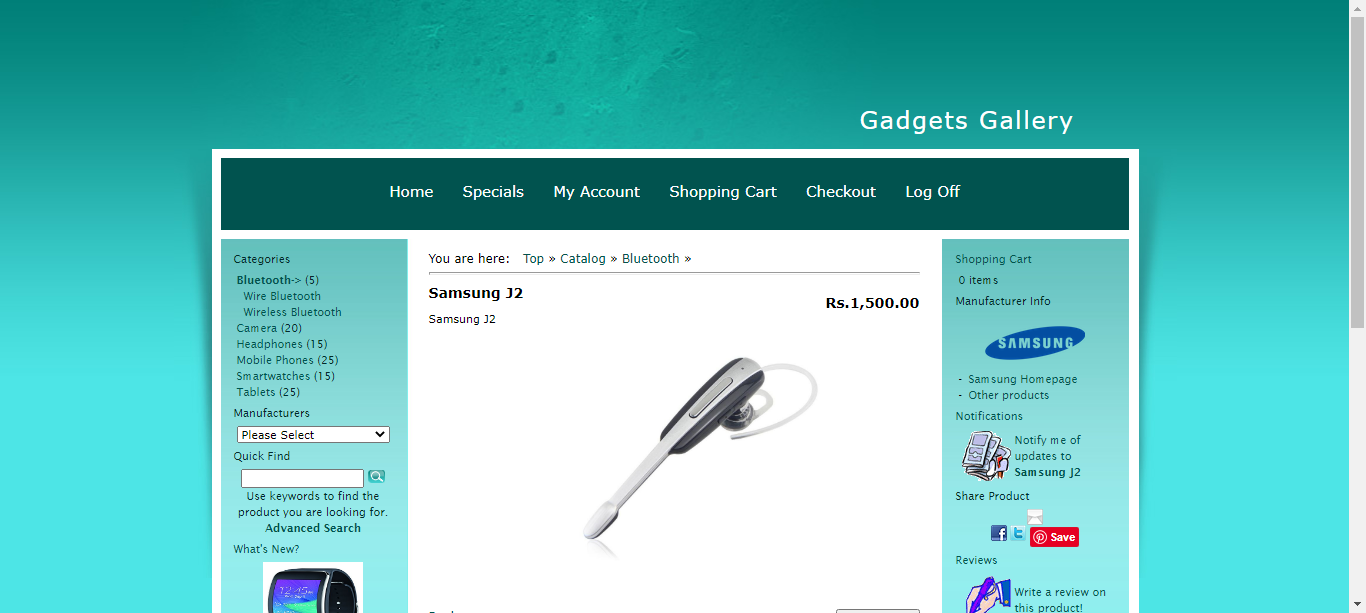 Gadgets Gallery
Home Specials My Account Shopping Cart Checkout Log Off
Categories
Bluetooth-> (5)
Wire Bluetooth
Wireless Bluetooth
Camera (20)
Headphones (15)
Mobile Phones (25)
Smartwatches (15)
Tablets (25)
Manufacturers
Please Select
Quick Find
Use keywords to find the
product you are looking for.
Advanced Search
What's New?
You are here: Top » Catalog » Bluetooth »
Samsung J2
Rs.1,500.00
Samsung J2
Shopping Cart
0 items
Manufacturer Info
SAMSUNG
- Samsung Homepage
- Other products
Notifications
Notify me of
updates to
Samsung J2
Share Product
Save
Reviews
Write a review on
this product!